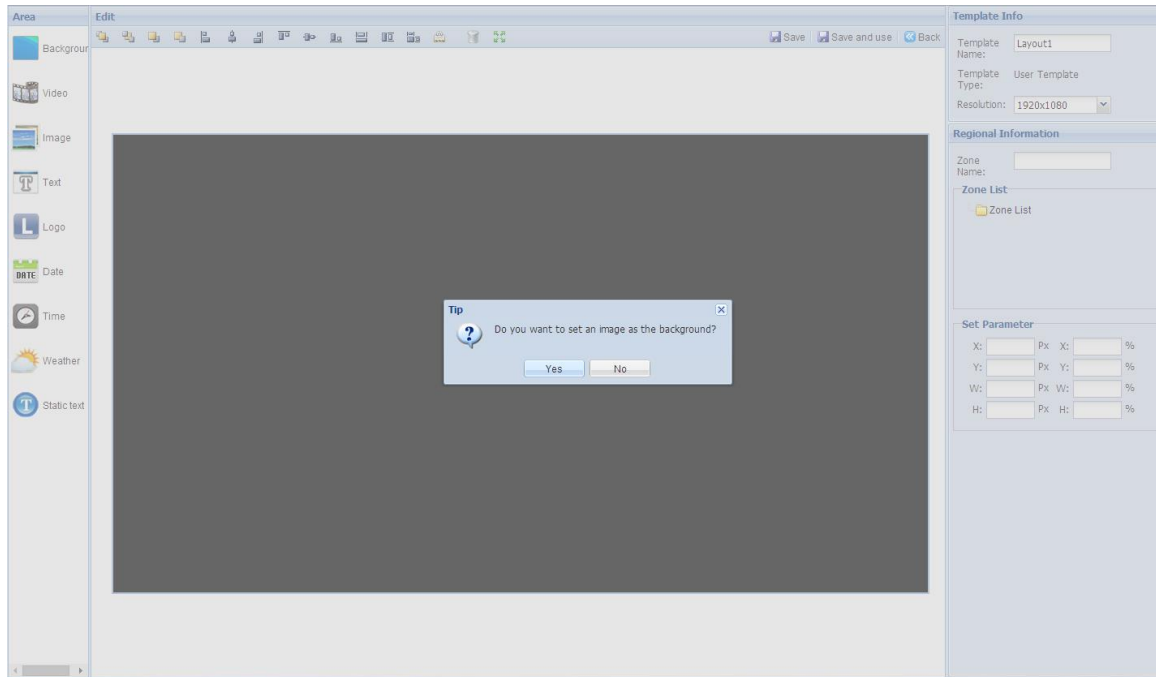 Area
Backgrour
Video
Image
T Text
L Logo
DATE Date
Time
Weather
T Static text
Edit
Save Save and use Back
Tip
Do you want to set an image as the background?
Yes No
Template Info
Template Name: Layout1
Template Type: User Template
Resolution: 1920x1080
Regional Information
Zone Name:
Zone List
Zone List
Set Parameter
X: Px X: %
Y: Px Y: %
W: Px W: %
H: Px H: %